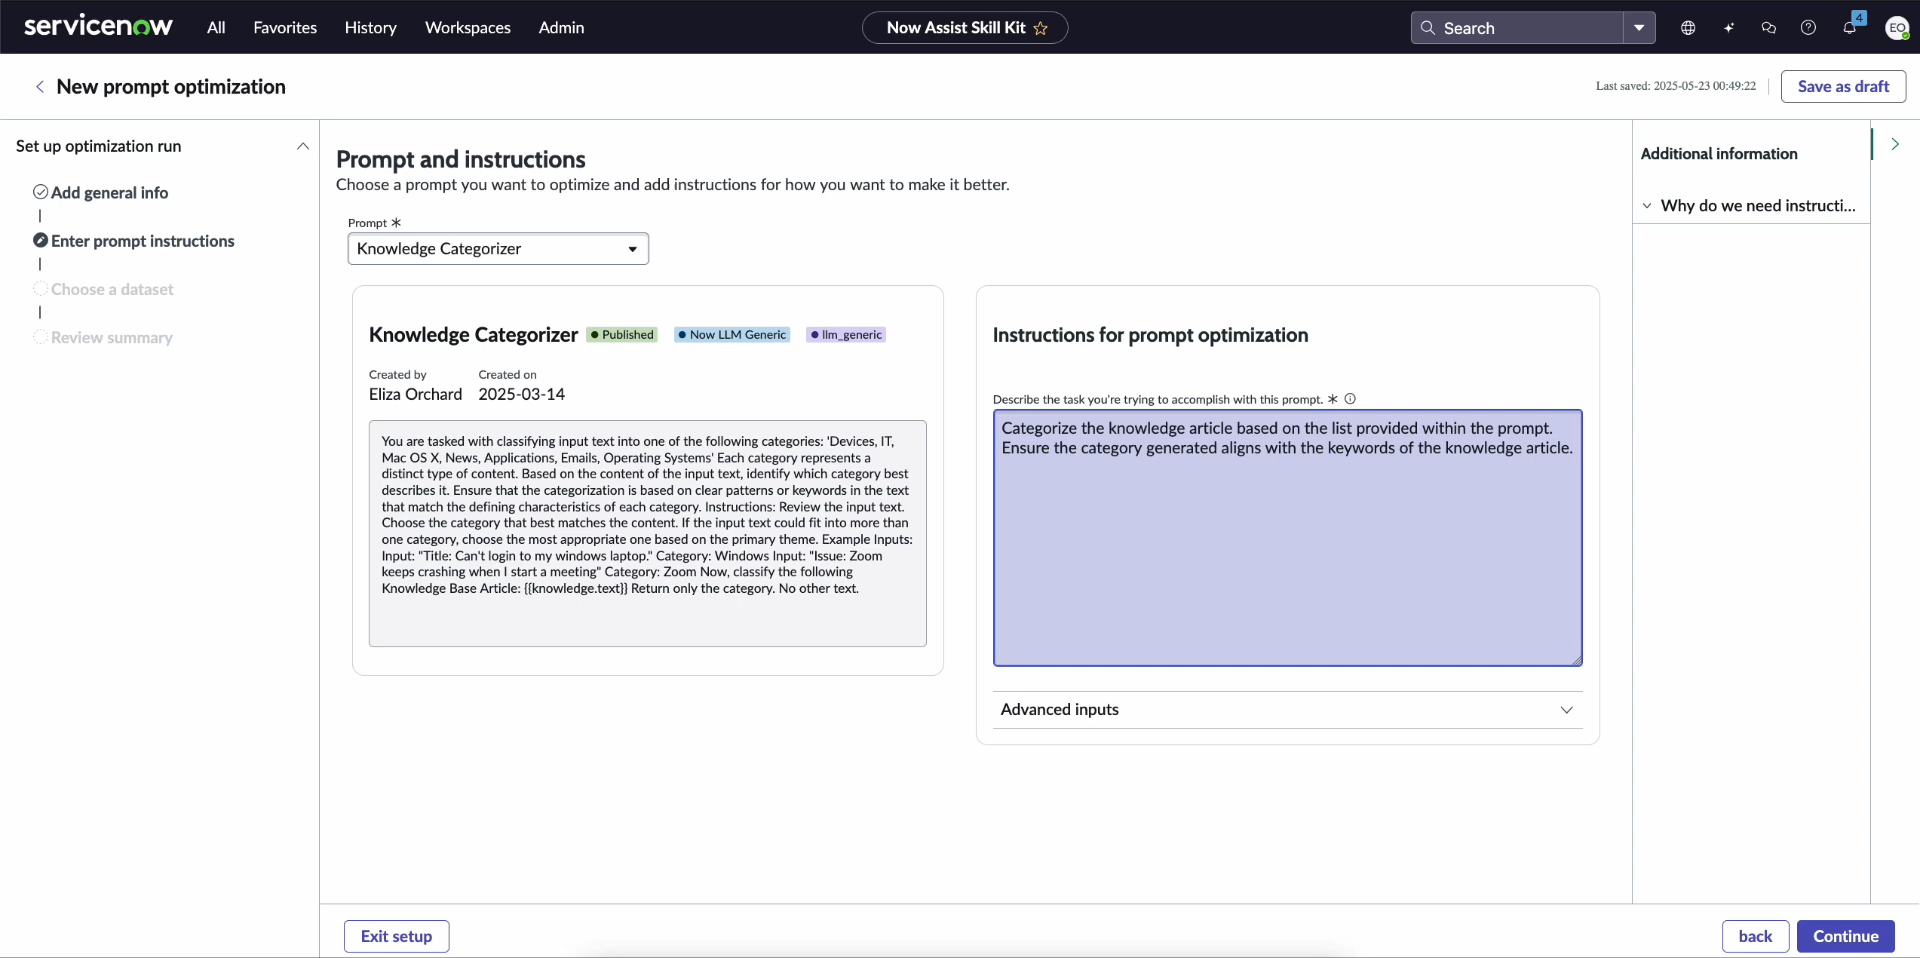 servicenow
All
Favorites
History
Workspaces
Admin
Now Assist Skill Kit
Search
4
EO
New prompt optimization
Last saved: 2025-05-23 00:49:22
Save as draft
Set up optimization run
Add general info
Enter prompt instructions
Choose a dataset
Review summary
Prompt and instructions
Choose a prompt you want to optimize and add instructions for how you want to make it better.
Prompt *
Knowledge Categorizer
Knowledge Categorizer
Published
Now LLM Generic
llm_generic
Created by
Created on
Eliza Orchard
2025-03-14
You are tasked with classifying input text into one of the following categories: 'Devices, IT,
Mac OS X, News, Applications, Emails, Operating Systems' Each category represents a
distinct type of content. Based on the content of the input text, identify which category best
describes it. Ensure that the categorization is based on clear patterns or keywords in the text
that match the defining characteristics of each category. Instructions: Review the input text.
Choose the category that best matches the content. If the input text could fit into more than
one category, choose the most appropriate one based on the primary theme. Example Inputs:
Input: "Title: Can't login to my windows laptop." Category: Windows Input: "Issue: Zoom
keeps crashing when I start a meeting" Category: Zoom Now, classify the following
Knowledge Base Article: {{knowledge.text}} Return only the category. No other text.
Instructions for prompt optimization
Describe the task you're trying to accomplish with this prompt. *
Categorize the knowledge article based on the list provided within the prompt.
Ensure the category generated aligns with the keywords of the knowledge article.
Advanced inputs
Additional information
Why do we need instructi...
Exit setup
back
Continue